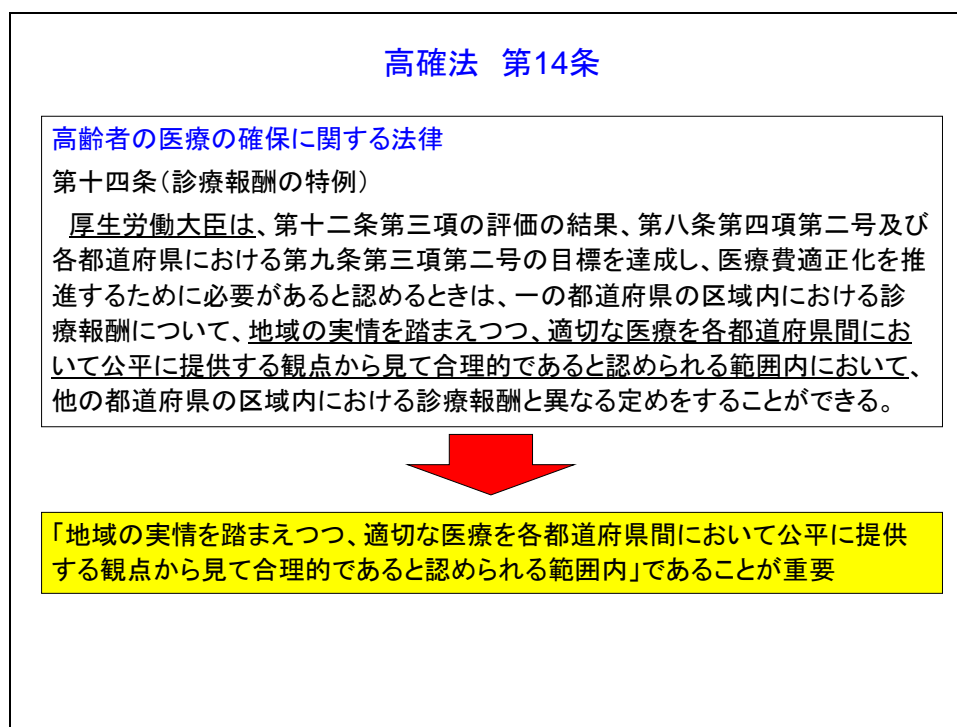 高確法 第14条
高齢者の医療の確保に関する法律
第十四条(診療報酬の特例)
厚生労働大臣は、第十二条第三項の評価の結果、第八条第四項第二号及び
各都道府県における第九条第三項第二号の目標を達成し、医療費適正化を推
進するために必要があると認めるときは、一の都道府県の区域内における診
療報酬について、地域の実情を踏まえつつ、適切な医療を各都道府県間にお
いて公平に提供する観点から見て合理的であると認められる範囲内において、
他の都道府県の区域内における診療報酬と異なる定めをすることができる。
「地域の実情を踏まえつつ、適切な医療を各都道府県間において公平に提供
する観点から見て合理的であると認められる範囲内」であることが重要